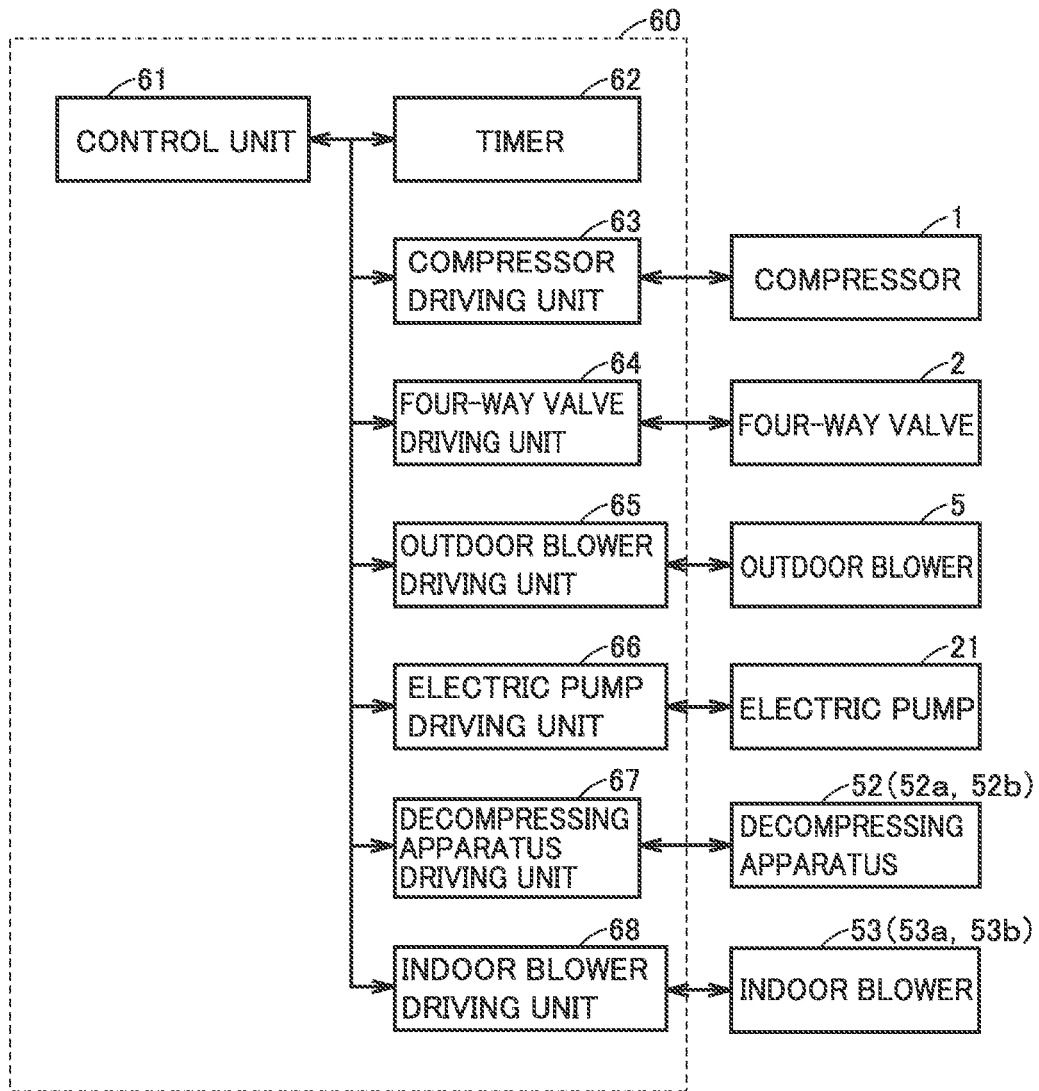 60
61
62
CONTROL UNIT
TIMER
63
1
COMPRESSOR
DRIVING UNIT
COMPRESSOR
64
2
FOUR-WAY VALVE
DRIVING UNIT
FOUR-WAY VALVE
65
5
OUTDOOR BLOWER
DRIVING UNIT
OUTDOOR BLOWER
66
21
ELECTRIC PUMP
DRIVING UNIT
ELECTRIC PUMP
67
52(52a, 52b)
DECOMPRESSING
APPARATUS
DRIVING UNIT
DECOMPRESSING
APPARATUS
68
53(53a, 53b)
INDOOR BLOWER
DRIVING UNIT
INDOOR BLOWER